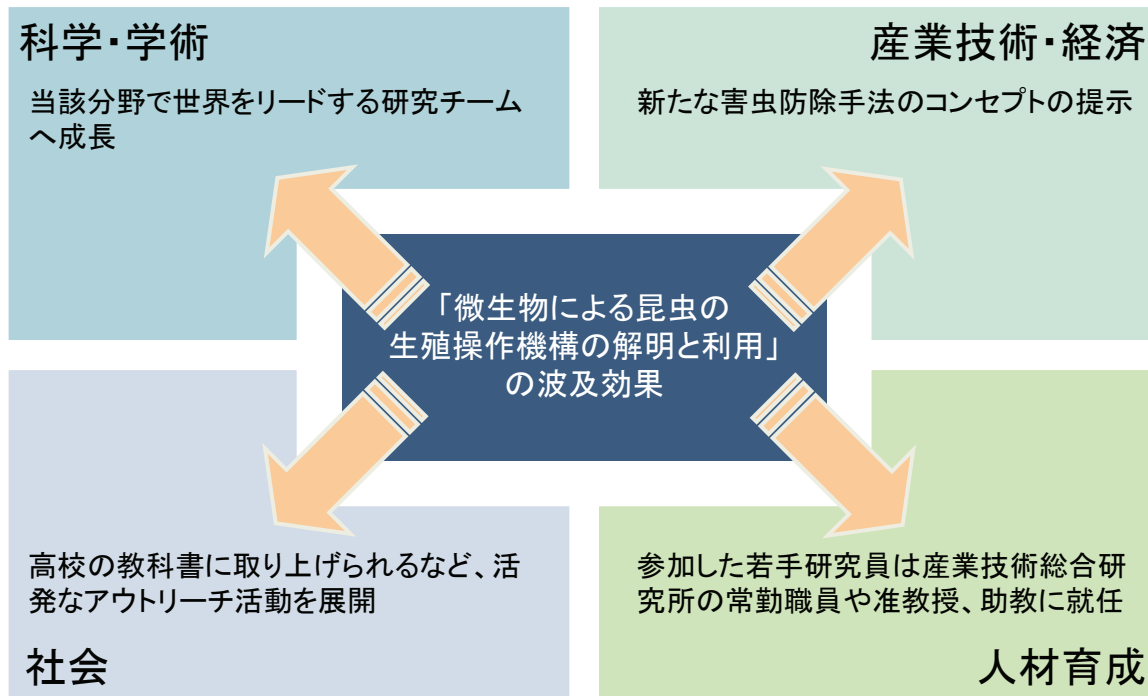 科学・学術
当該分野で世界をリードする研究チーム
へ成長
産業技術・経済
新たな害虫防除手法のコンセプトの提示
「微生物による昆虫の
生殖操作機構の解明と利用」
の波及効果
高校の教科書に取り上げられるなど、活
発なアウトリーチ活動を展開
社会
参加した若手研究員は産業技術総合研
究所の常勤職員や准教授、助教に就任
人材育成